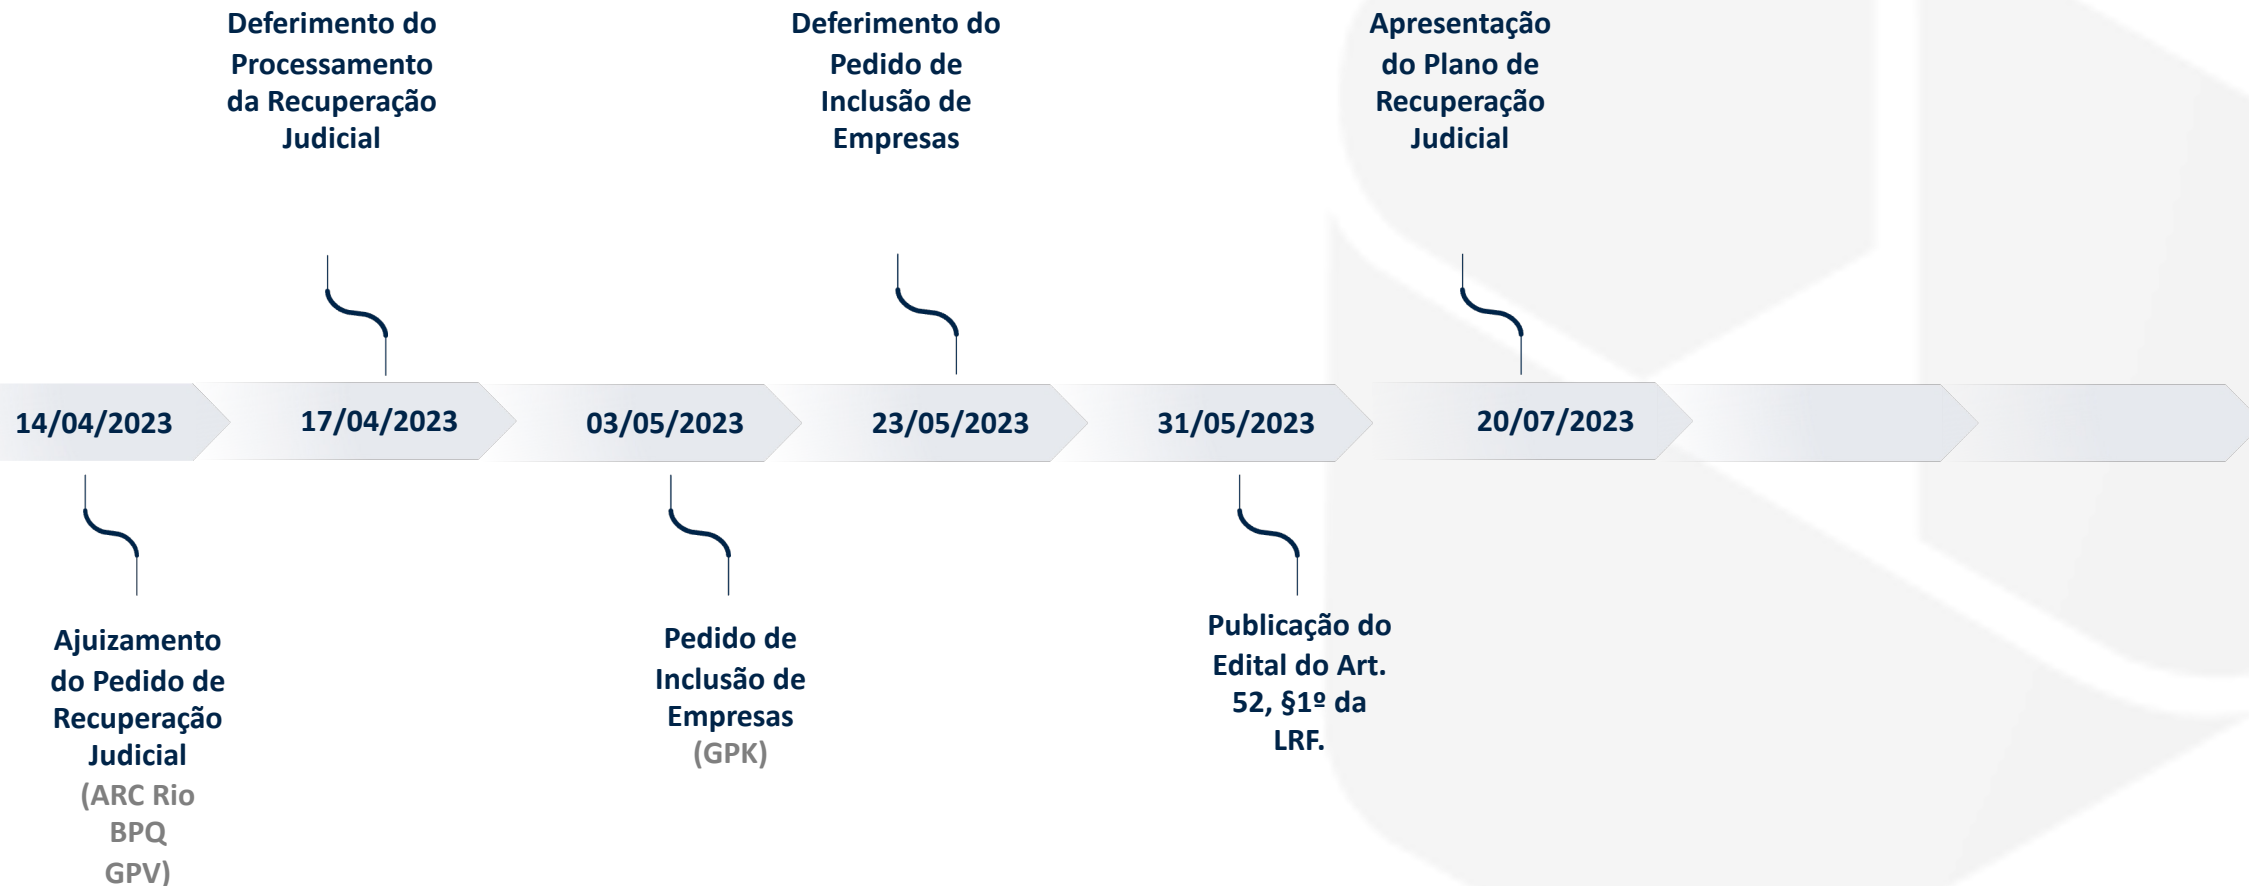 Deferimento do
Processamento
da Recuperação
Judicial
Deferimento do
Pedido de
Inclusão de
Empresas
Apresentação
do Plano de
Recuperação
Judicial
14/04/2023
17/04/2023
03/05/2023
23/05/2023
31/05/2023
20/07/2023
Ajuizamento
do Pedido de
Recuperação
Judicial
(ARC Rio
BPQ
GPV)
Pedido de
Inclusão de
Empresas
(GPK)
Publicação do
Edital do Art.
52, §1º da
LRF.